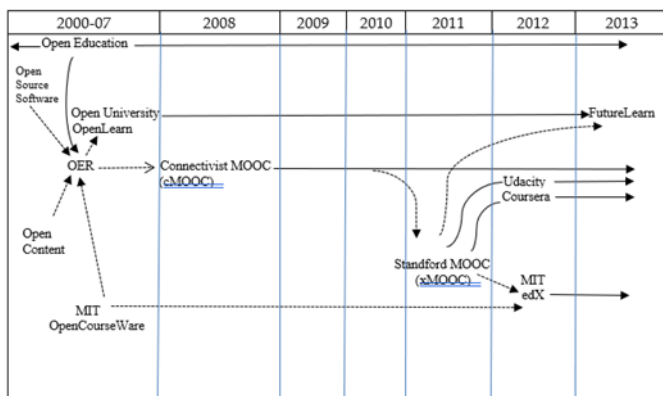 2000-07 2008 2009 2010 2011 2012 2013
Open Education
Open
Source
Software
Open University
OpenLearn
FutureLearn
OER
Connectivist MOOC
(cMOOC)
Udacity
Coursera
Open
Content
Standford MOOC
(xMOOC)
MIT
edX
MIT
OpenCourseWare